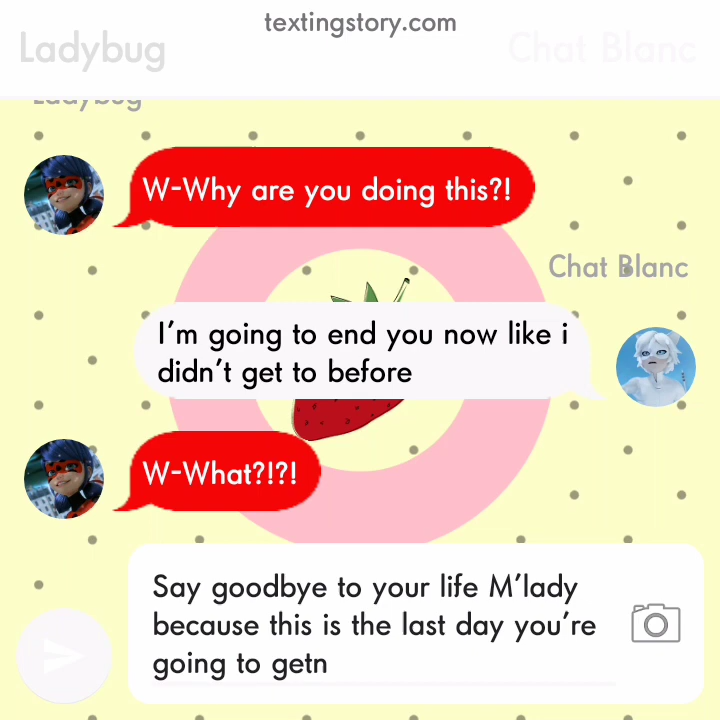 textingstory.com
Ladybug
Chat Blanc
Ladybug
W-Why are you doing this?!
Chat Blanc
I'm going to end you now like i
didn't get to before
W-What?!?!
Say goodbye to your life M'lady
because this is the last day you're
going to getn